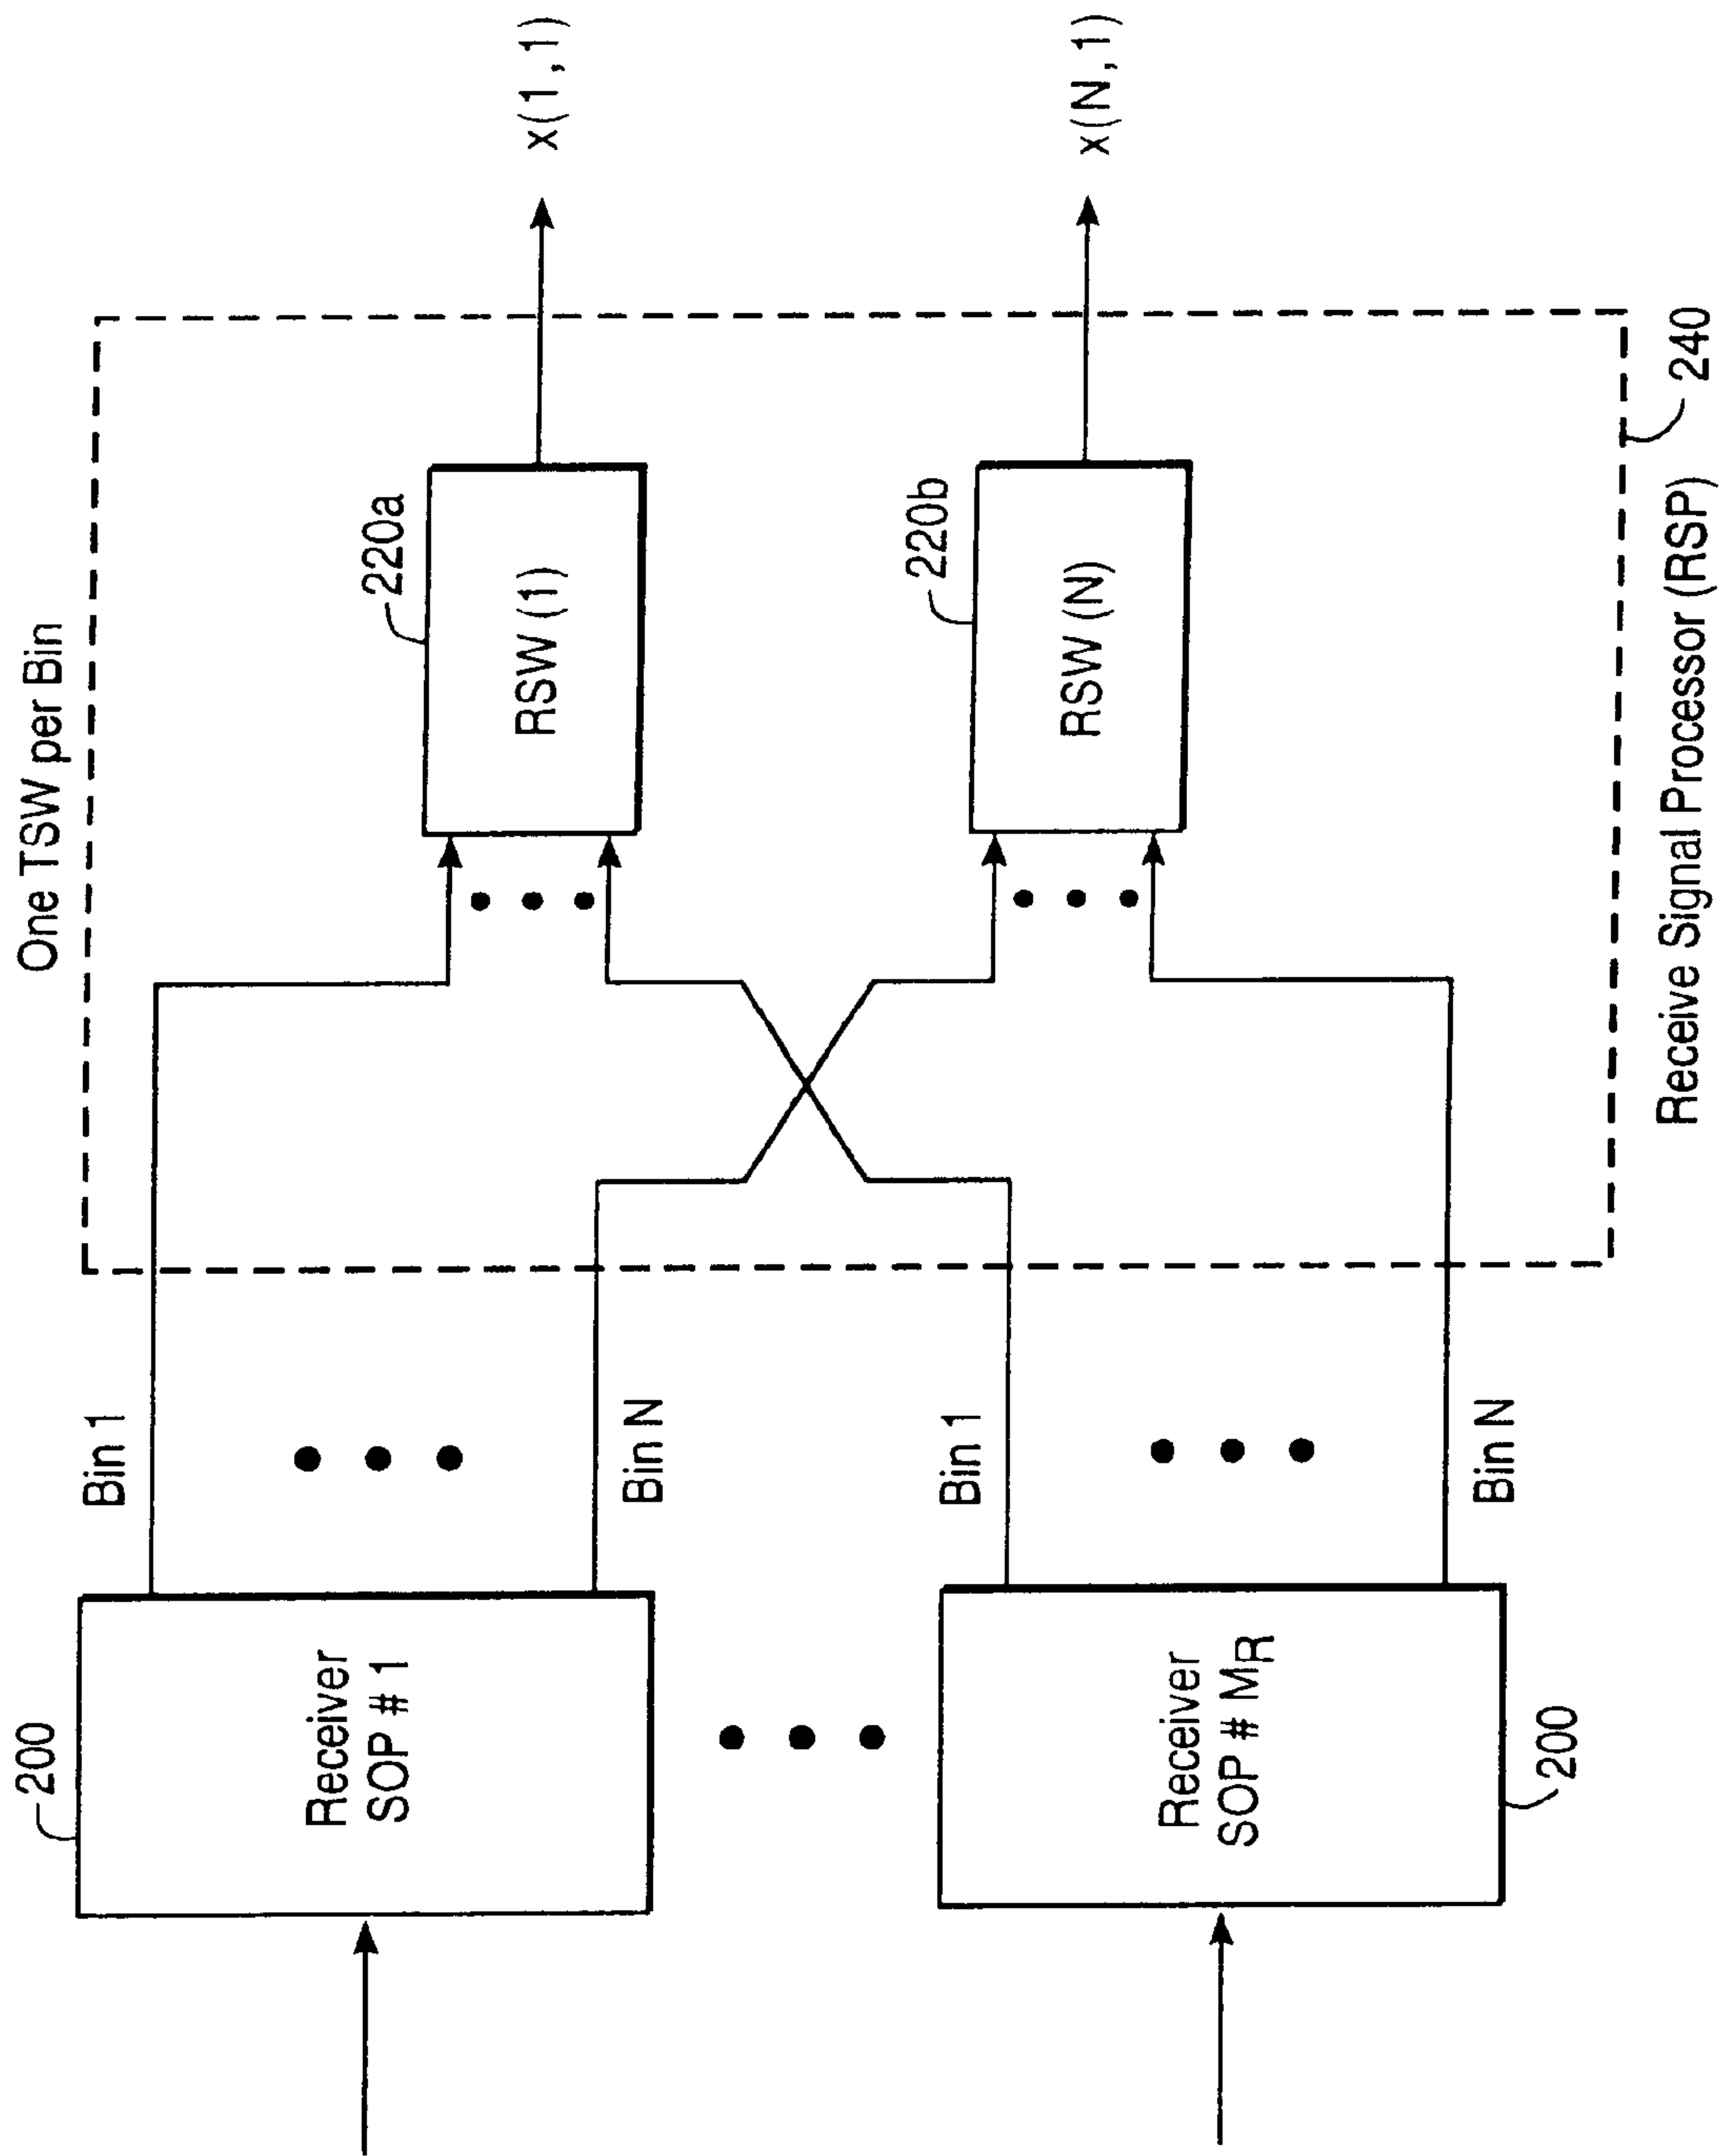 One TSW per Bin
200
Receiver
SOP # 1
Bin 1
Bin N
220a
RSW (1)
x(1,1)
220b
RSW (N)
x(N,1)
Receiver
SOP # MR
200
Bin 1
Bin N
240
Receive Signal Processor (RSP)